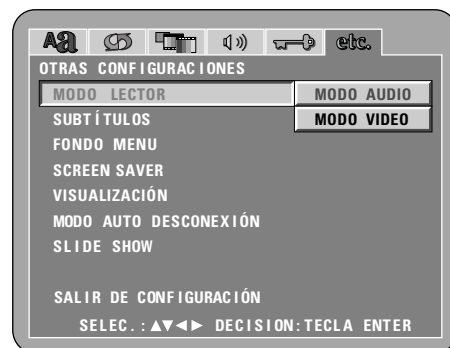 Aa etc.
OTRAS CONFIGURACIONES
MODO LECTOR MODO AUDIO
SUBTÍTULOS MODO VIDEO
FONDO MENU
SCREEN SAVER
VISUALIZACIÓN
MODO AUTO DESCONEXIÓN
SLIDE SHOW
SALIR DE CONFIGURACIÓN
SELEC.:▲▼◄► DECISION:TECLA ENTER